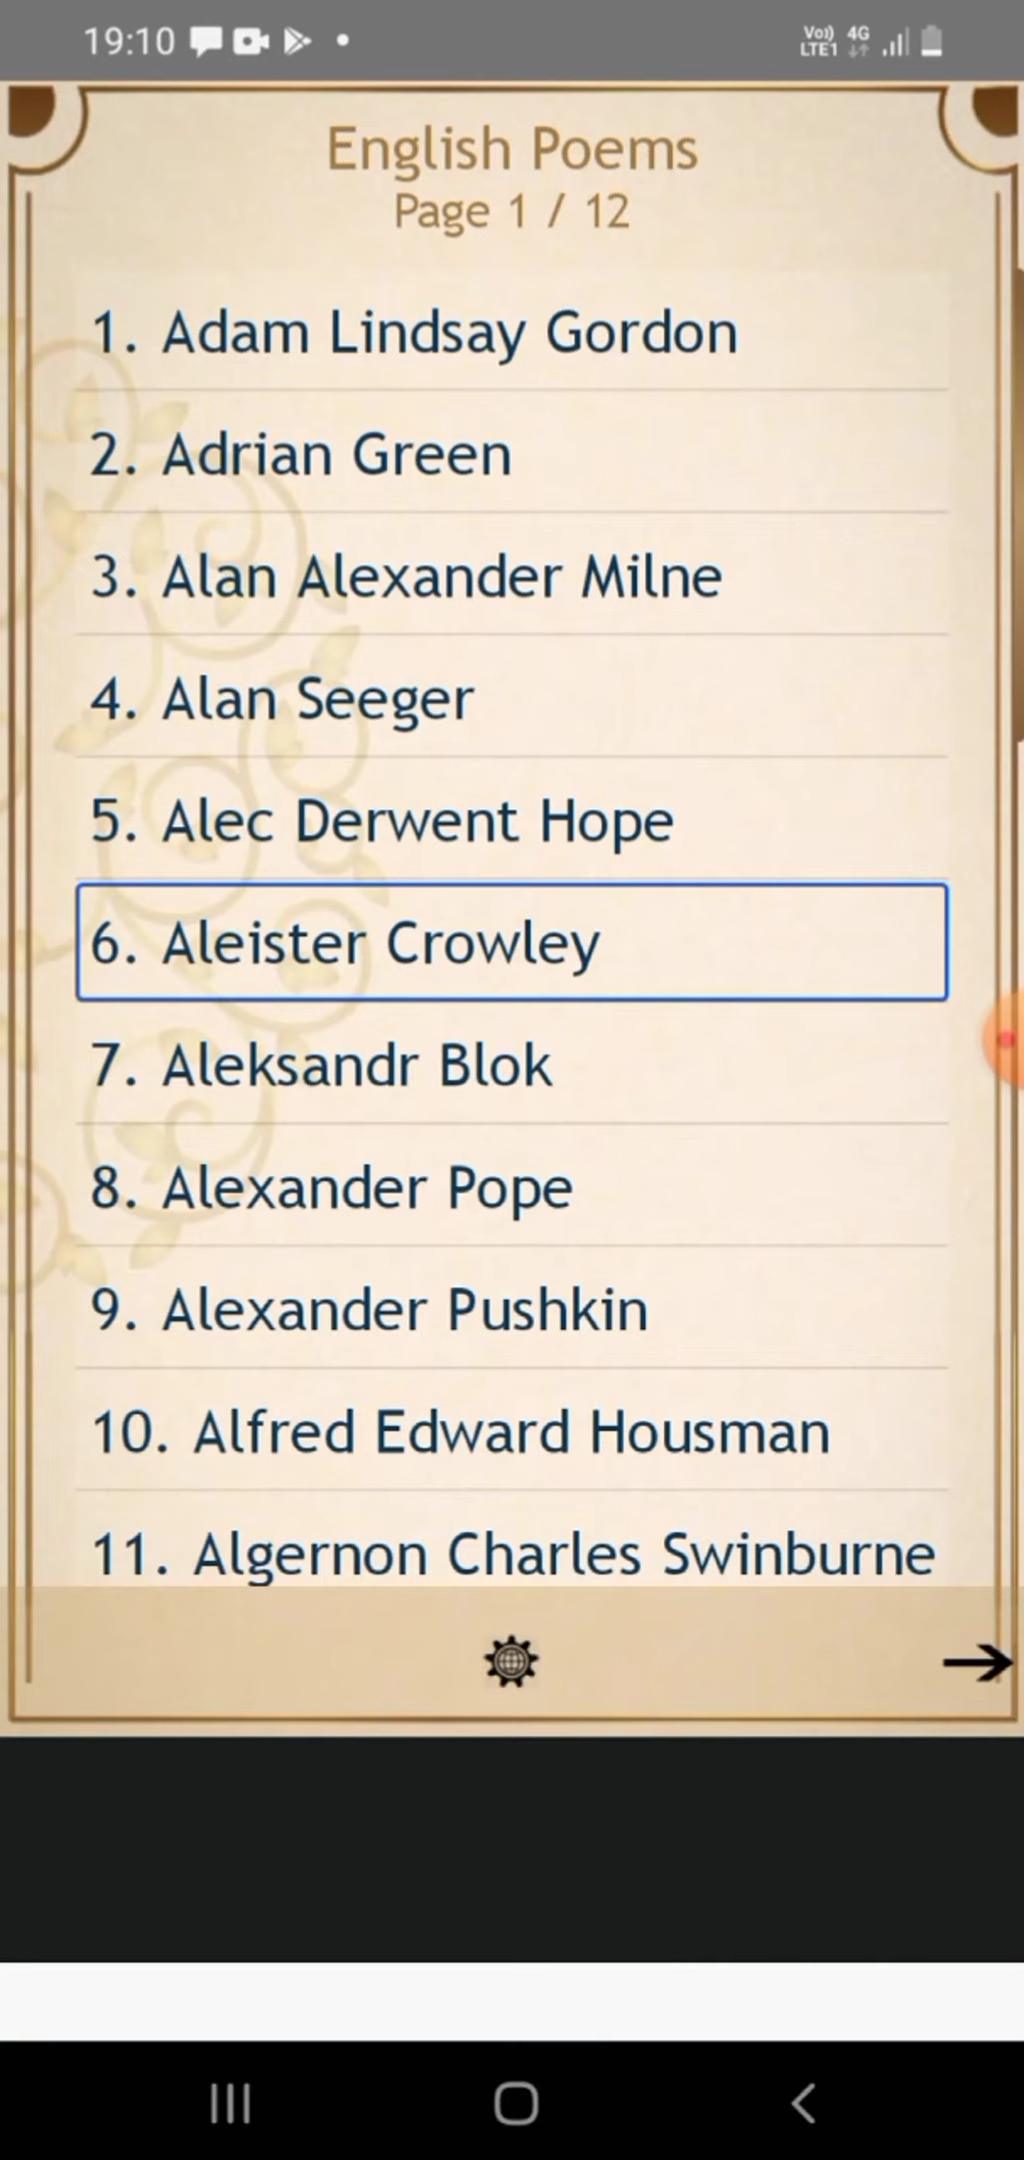 19:10
Vo)) 4G
LTE1
English Poems
Page 1 / 12
1. Adam Lindsay Gordon
2. Adrian Green
3. Alan Alexander Milne
4. Alan Seeger
5. Alec Derwent Hope
6. Aleister Crowley
7. Aleksandr Blok
8. Alexander Pope
9. Alexander Pushkin
10. Alfred Edward Housman
11. Algernon Charles Swinburne